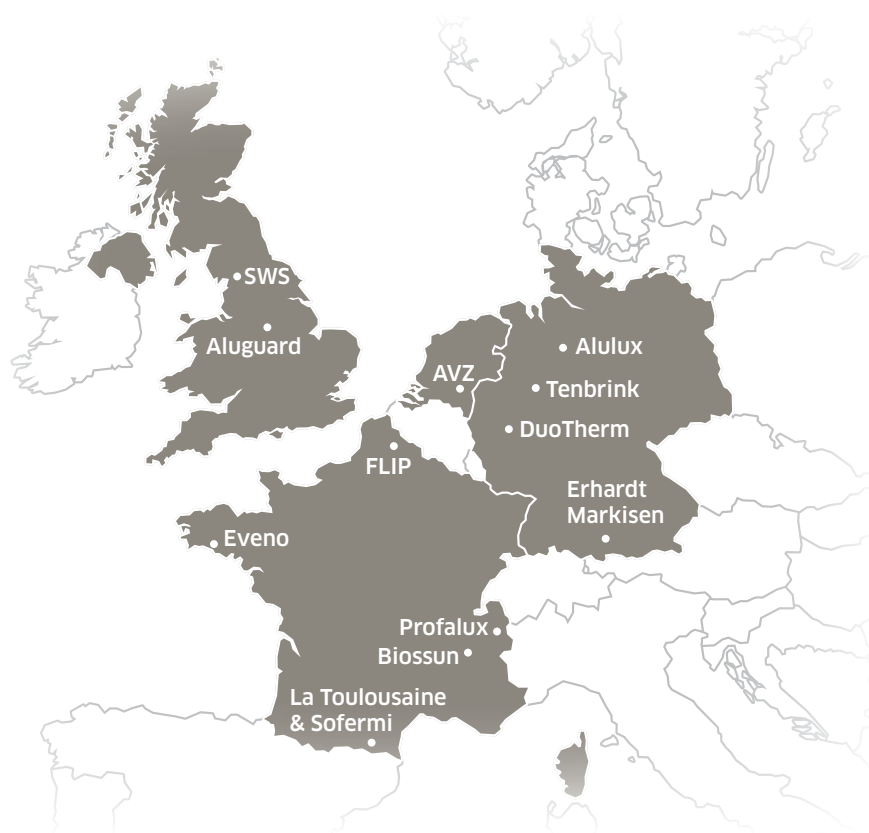 SWS
Aluguard
Alulux
AVZ
Tenbrink
DuoTherm
FLIP
Erhardt
Markisen
Eveno
Profalux
Biossun
La Toulousaine
& Sofermi